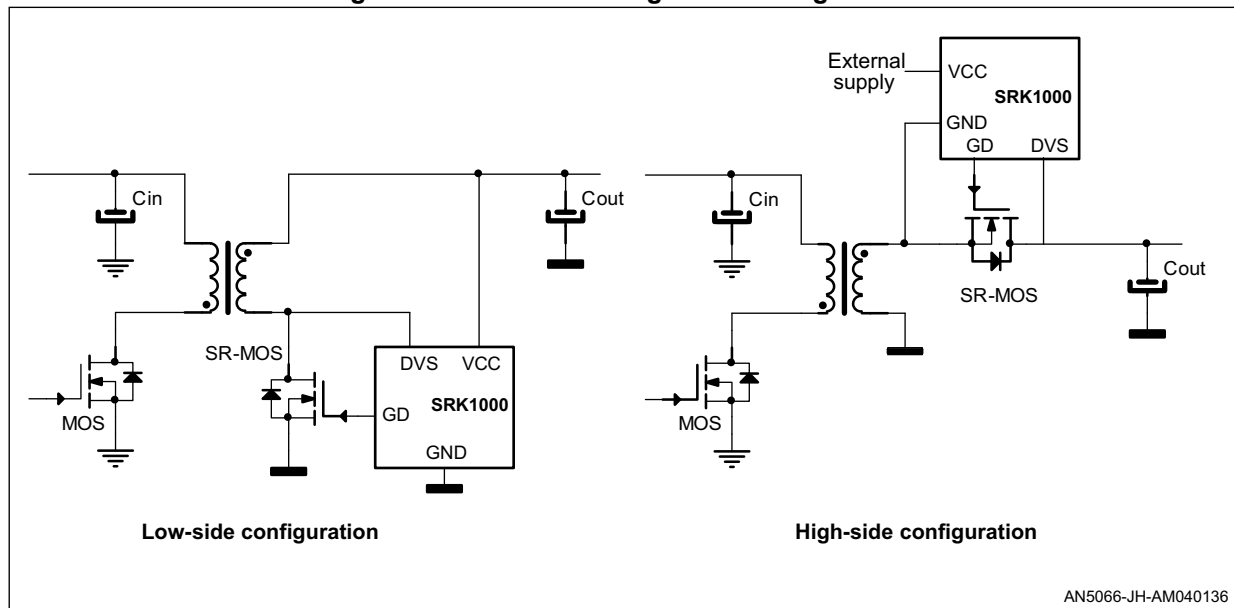 Cin
Cout
SR-MOS
MOS
DVS
VCC
SRK1000
GD
GND
Low-side configuration
External
supply
VCC
SRK1000
GND
GD
DVS
Cin
SR-MOS
Cout
MOS
High-side configuration
AN5066-JH-AM040136